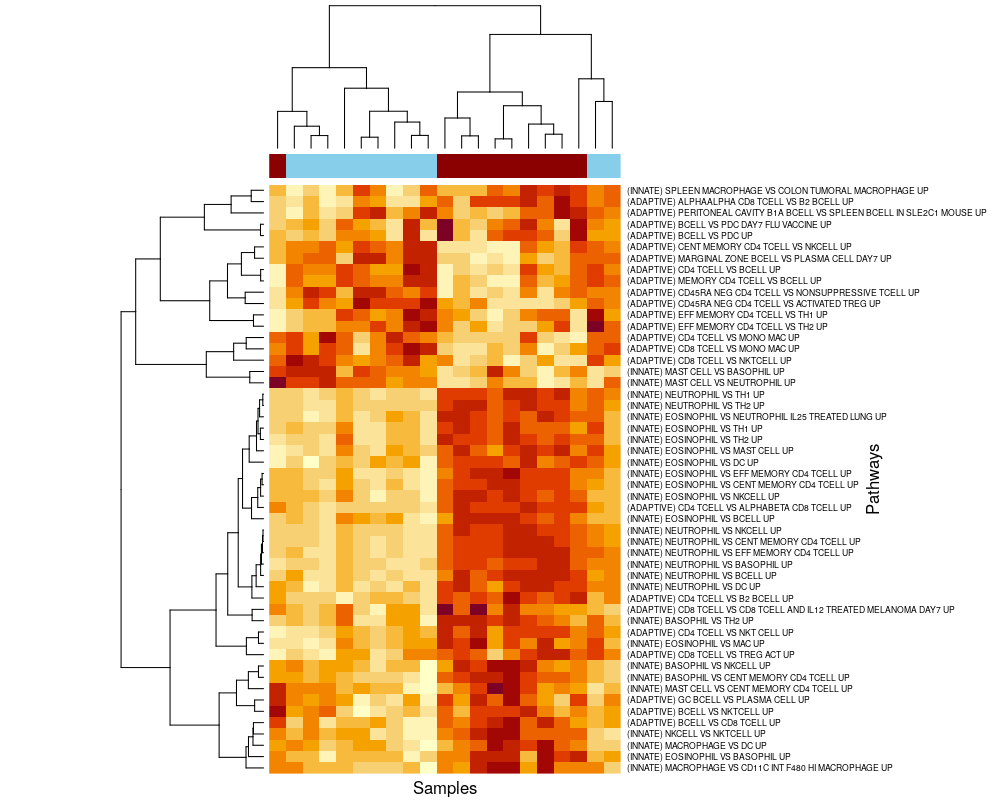 (INNATE) SPLEEN MACROPHAGE VS COLON TUMORAL MACROPHAGE UP
(ADAPTIVE) ALPHAALPHA CD8 TCELL VS B2 BCELL UP
(ADAPTIVE) PERITONEAL CAVITY B1A BCELL VS SPLEEN BCELL IN SLE2C1 MOUSE UP
(ADAPTIVE) BCELL VS PDC DAY7 FLU VACCINE UP
(ADAPTIVE) BCELL VS PDC UP
(ADAPTIVE) CENT MEMORY CD4 TCELL VS NKCELL UP
(ADAPTIVE) MARGINAL ZONE BCELL VS PLASMA CELL DAY7 UP
(ADAPTIVE) CD4 TCELL VS BCELL UP
(ADAPTIVE) MEMORY CD4 TCELL VS BCELL UP
(ADAPTIVE) CD45RA NEG CD4 TCELL VS NONSUPPRESSIVE TCELL UP
(ADAPTIVE) CD45RA NEG CD4 TCELL VS ACTIVATED TREG UP
(ADAPTIVE) EFF MEMORY CD4 TCELL VS TH1 UP
(ADAPTIVE) EFF MEMORY CD4 TCELL VS TH2 UP
(ADAPTIVE) CD4 TCELL VS MONO MAC UP
(ADAPTIVE) CD8 TCELL VS MONO MAC UP
(ADAPTIVE) CD8 TCELL VS NKTCELL UP
(INNATE) MAST CELL VS BASOPHIL UP
(INNATE) MAST CELL VS NEUTROPHIL UP
(INNATE) NEUTROPHIL VS TH1 UP
(INNATE) NEUTROPHIL VS TH2 UP
(INNATE) EOSINOPHIL VS NEUTROPHIL IL25 TREATED LUNG UP
(INNATE) EOSINOPHIL VS TH1 UP
(INNATE) EOSINOPHIL VS TH2 UP
(INNATE) EOSINOPHIL VS MAST CELL UP
(INNATE) EOSINOPHIL VS DC UP
(INNATE) EOSINOPHIL VS EFF MEMORY CD4 TCELL UP
(INNATE) EOSINOPHIL VS CENT MEMORY CD4 TCELL UP
(INNATE) EOSINOPHIL VS NKCELL UP
(ADAPTIVE) CD4 TCELL VS ALPHABETA CD8 TCELL UP
(INNATE) EOSINOPHIL VS BCELL UP
(INNATE) NEUTROPHIL VS NKCELL UP
(INNATE) NEUTROPHIL VS CENT MEMORY CD4 TCELL UP
(INNATE) NEUTROPHIL VS EFF MEMORY CD4 TCELL UP
(INNATE) NEUTROPHIL VS BASOPHIL UP
(INNATE) NEUTROPHIL VS BCELL UP
(INNATE) NEUTROPHIL VS DC UP
(ADAPTIVE) CD4 TCELL VS B2 BCELL UP
(ADAPTIVE) CD8 TCELL VS CD8 TCELL AND IL12 TREATED MELANOMA DAY7 UP
(INNATE) BASOPHIL VS TH2 UP
(ADAPTIVE) CD4 TCELL VS NKT CELL UP
(INNATE) EOSINOPHIL VS MAC UP
(ADAPTIVE) CD8 TCELL VS TREG ACT UP
(INNATE) BASOPHIL VS NKCELL UP
(INNATE) BASOPHIL VS CENT MEMORY CD4 TCELL UP
(INNATE) MAST CELL VS CENT MEMORY CD4 TCELL UP
(ADAPTIVE) GC BCELL VS PLASMA CELL UP
(ADAPTIVE) BCELL VS NKTCELL UP
(ADAPTIVE) BCELL VS CD8 TCELL UP
(INNATE) NKCELL VS NKTCELL UP
(INNATE) MACROPHAGE VS DC UP
(INNATE) EOSINOPHIL VS BASOPHIL UP
(INNATE) MACROPHAGE VS CD11C INT F480 HI MACROPHAGE UP
Pathways
Samples